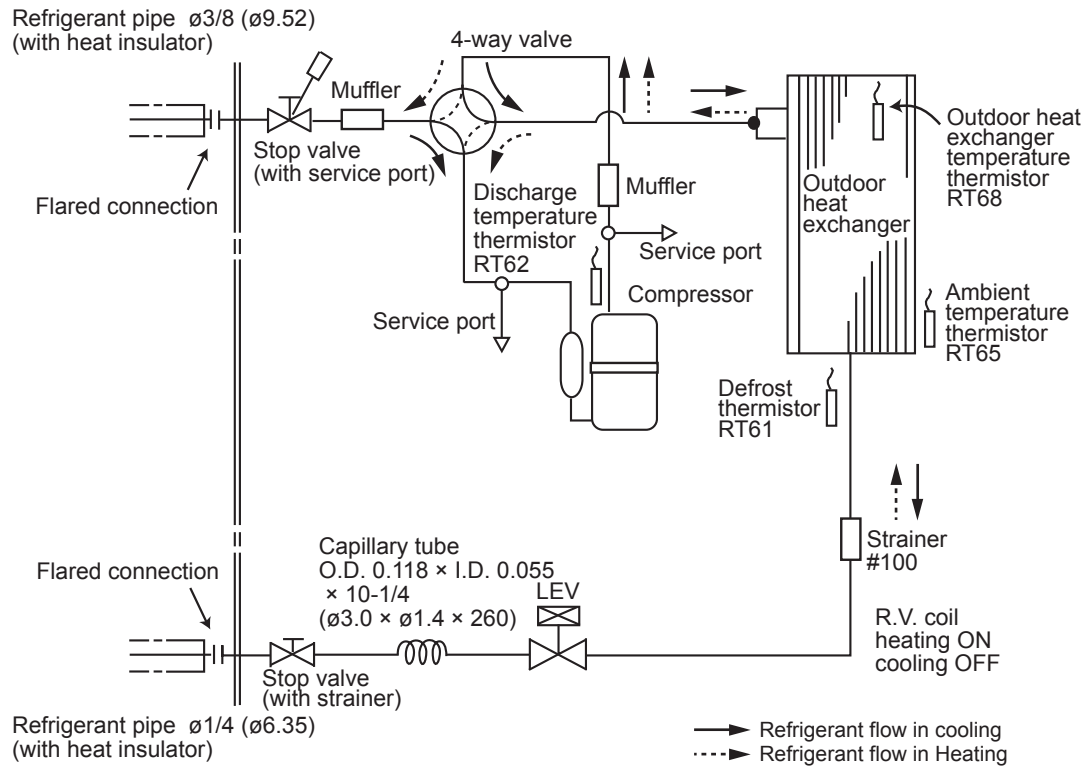 Refrigerant pipe ø3/8 (ø9.52)
(with heat insulator)
4-way valve
Muffler
Stop valve
(with service port)
Flared connection
Discharge
temperature
thermistor
RT62
Muffler
Service port
Service port
Compressor
Outdoor
heat
exchanger
Outdoor heat
exchanger
temperature
thermistor
RT68
Ambient
temperature
thermistor
RT65
Defrost
thermistor
RT61
Strainer
#100
Capillary tube
O.D. 0.118 × I.D. 0.055
× 10-1/4
(ø3.0 × ø1.4 × 260)
LEV
Flared connection
R.V. coil
heating ON
cooling OFF
Stop valve
(with strainer)
Refrigerant pipe ø1/4 (ø6.35)
(with heat insulator)
Refrigerant flow in cooling
Refrigerant flow in Heating